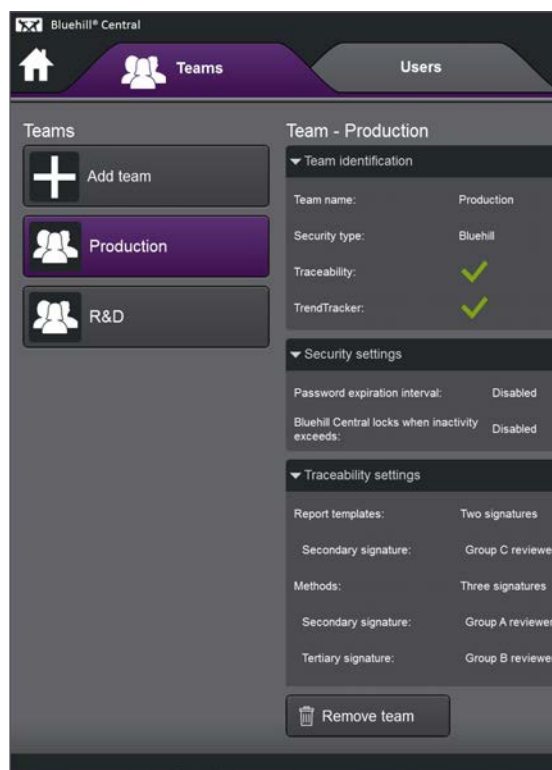 Bluehill® Central
Teams
Users
Teams
Add team
Production
R&D
Team - Production
Team identification
Team name: Production
Security type: Bluehill
Traceability:
TrendTracker:
Security settings
Password expiration interval: Disabled
Bluehill Central locks when inactivity
exceeds: Disabled
Traceability settings
Report templates: Two signatures
Secondary signature: Group C reviewe
Methods: Three signatures
Secondary signature: Group A reviewer
Tertiary signature: Group B reviewe
Remove team